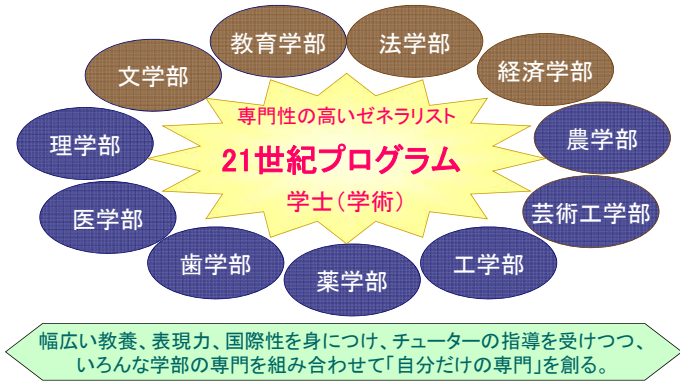 教育学部
法学部
文学部
経済学部
専門性の高いゼネラリスト
理学部
21世紀プログラム
農学部
学士(学術)
医学部
芸術工学部
歯学部
薬学部
工学部
幅広い教養、表現力、国際性を身につけ、チューターの指導を受けつつ、
いろんな学部の専門を組み合わせて「自分だけの専門」を創る。